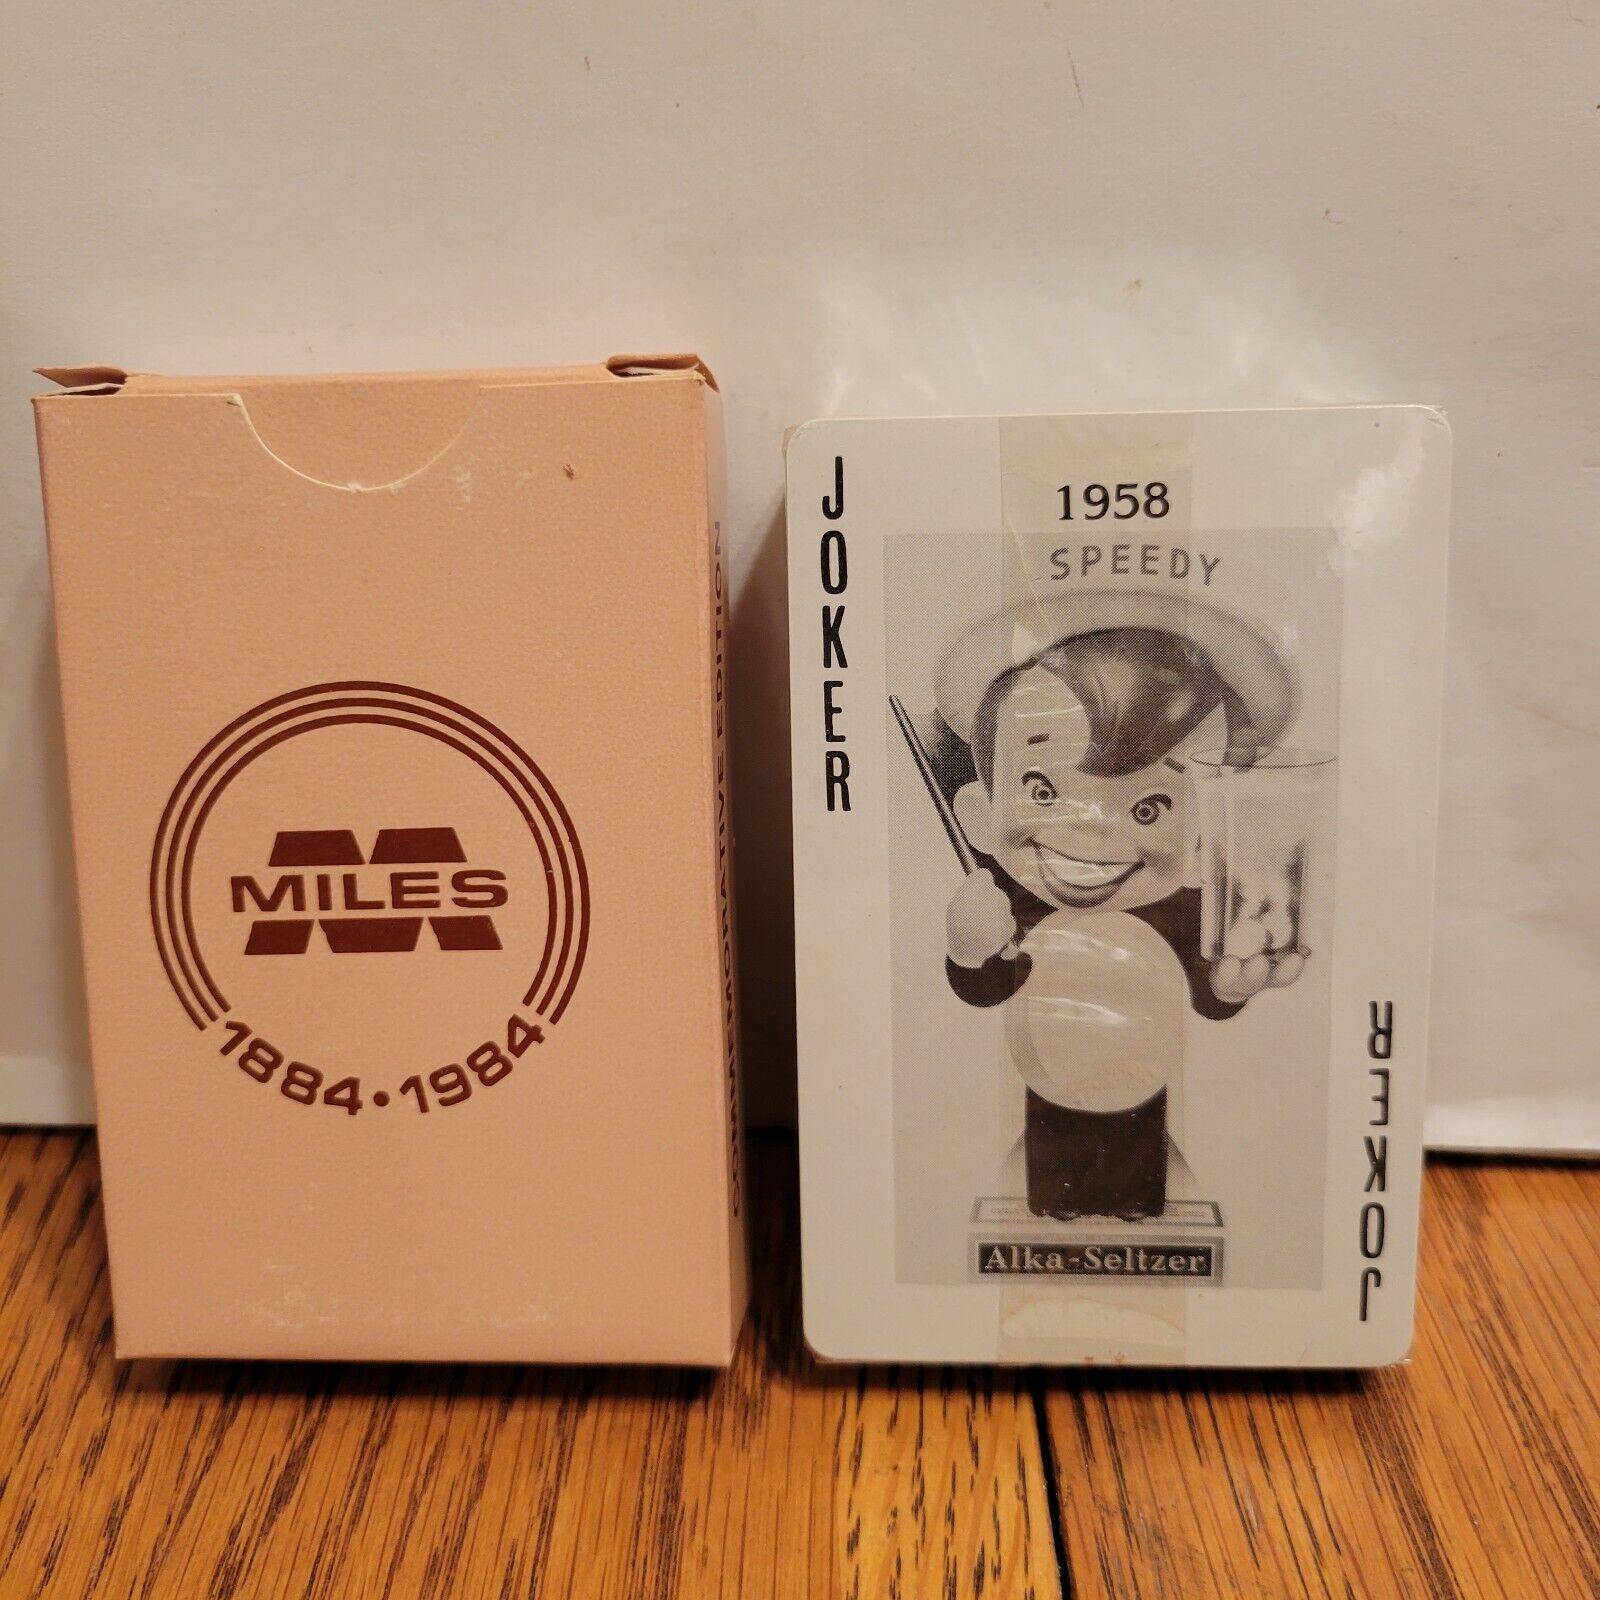 MILES
1884•1984
COMMEMORATIVE EDITION
JOKER
1958
SPEEDY
Alka-Seltzer
JOKER